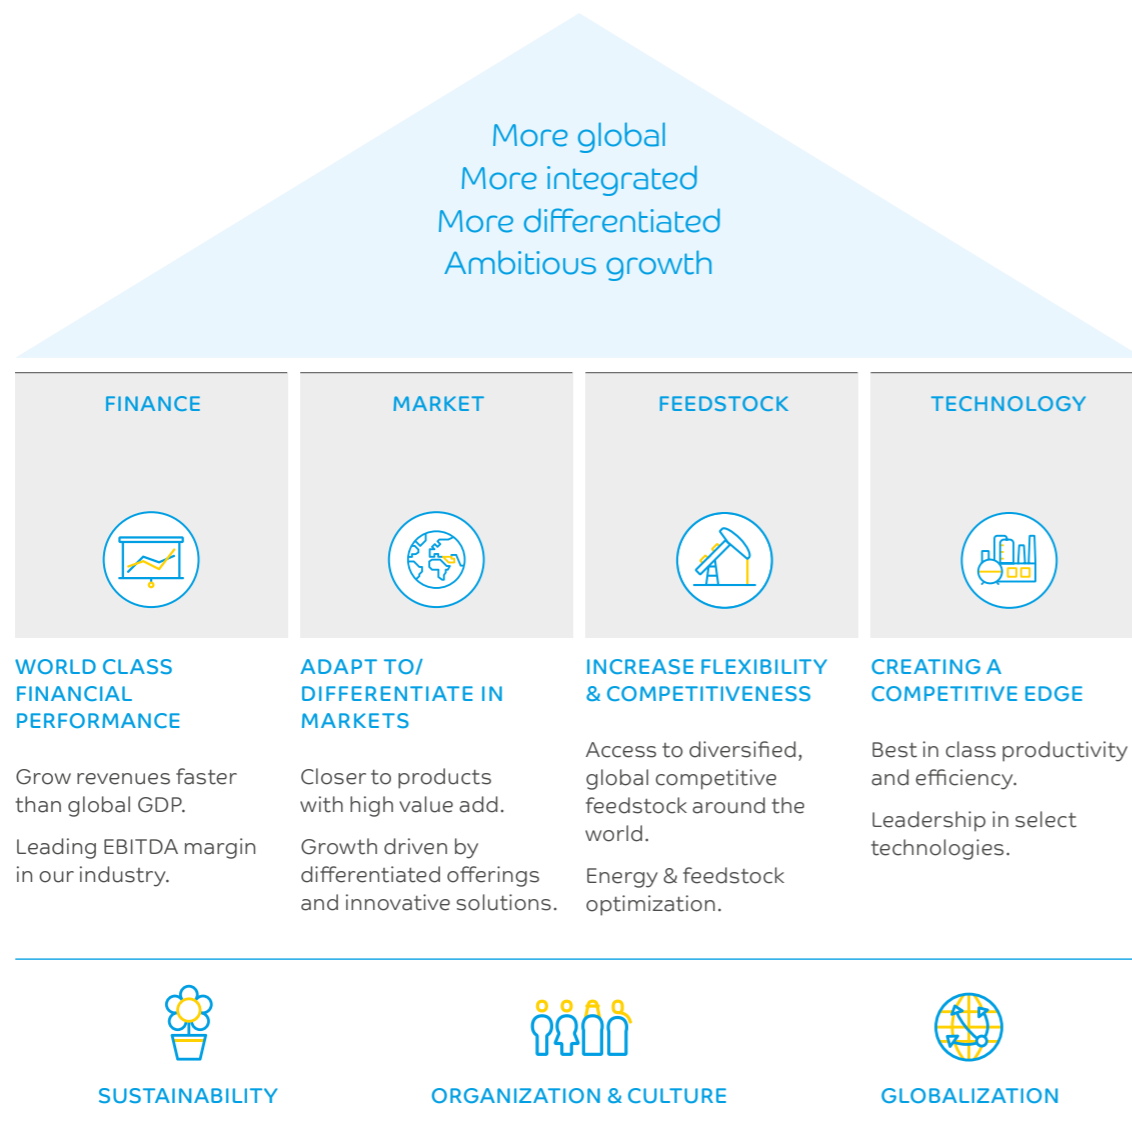 More global
More integrated
More differentiated
Ambitious growth
FINANCE
MARKET
FEEDSTOCK
TECHNOLOGY
WORLD CLASS
FINANCIAL
PERFORMANCE
Grow revenues faster
than global GDP.
Leading EBITDA margin
in our industry.
ADAPT TO/
DIFFERENTIATE IN
MARKETS
Closer to products
with high value add.
Growth driven by
differentiated offerings
and innovative solutions.
INCREASE FLEXIBILITY
& COMPETITIVENESS
Access to diversified,
global competitive
feedstock around the
world.
Energy & feedstock
optimization.
CREATING A
COMPETITIVE EDGE
Best in class productivity
and efficiency.
Leadership in select
technologies.
SUSTAINABILITY
ORGANIZATION & CULTURE
GLOBALIZATION